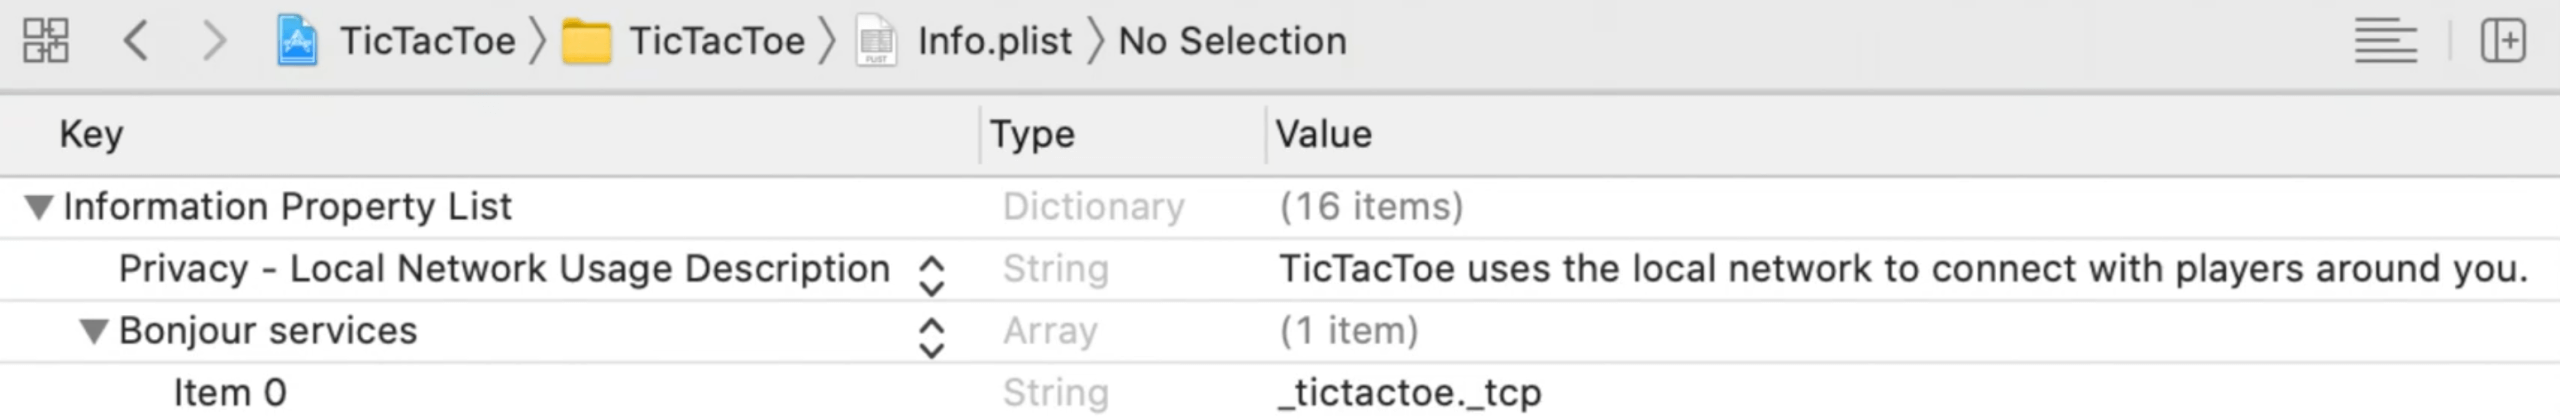 TicTacToe TicTacToe Info.plist No Selection
Key Type Value
Information Property List Dictionary (16 items)
Privacy - Local Network Usage Description String TicTacToe uses the local network to connect with players around you.
Bonjour services Array (1 item)
Item 0 String _tictactoe._tcp